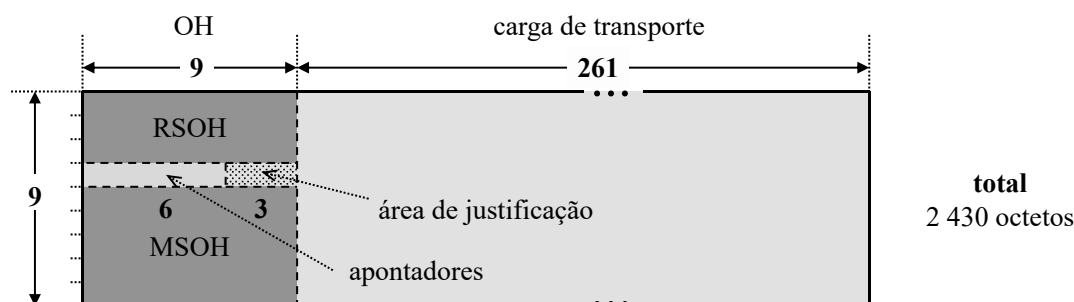 OH carga de transporte
9 261
RSOH
9
6 3 área de justificação
MSOH
apontadores
total
2 430 octetos